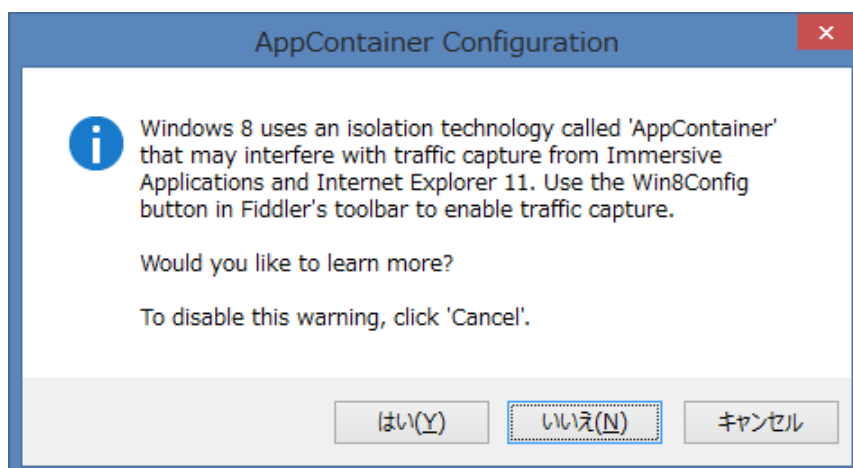 AppContainer Configuration
Windows 8 uses an isolation technology called 'AppContainer'
that may interfere with traffic capture from Immersive
Applications and Internet Explorer 11. Use the Win8Config
button in Fiddler's toolbar to enable traffic capture.
Would you like to learn more?
To disable this warning, click 'Cancel'.
はい(Y)
いいえ(N)
キャンセル